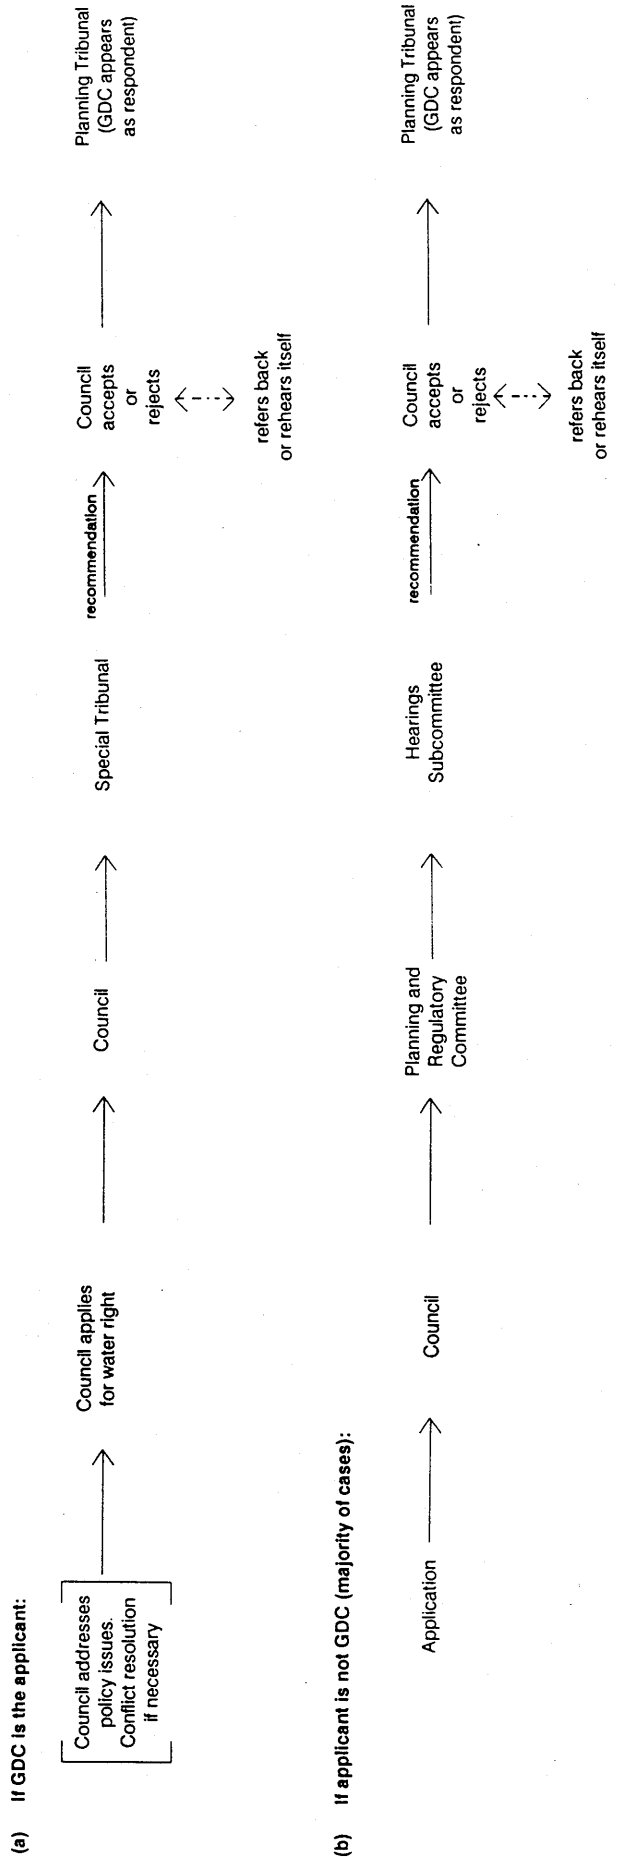 (a) If GDC is the applicant:
Council addresses
policy issues.
Conflict resolution
if necessary
Council applies
for water right
Council
Special Tribunal
recommendation
Council
accepts
or
rejects
refers back
or rehears itself
Planning Tribunal
(GDC appears
as respondent)
(b) If applicant is not GDC (majority of cases):
Application
Council
Planning and
Regulatory
Committee
Hearings
Subcommittee
recommendation
Council
accepts
or
rejects
refers back
or rehears itself
Planning Tribunal
(GDC appears
as respondent)